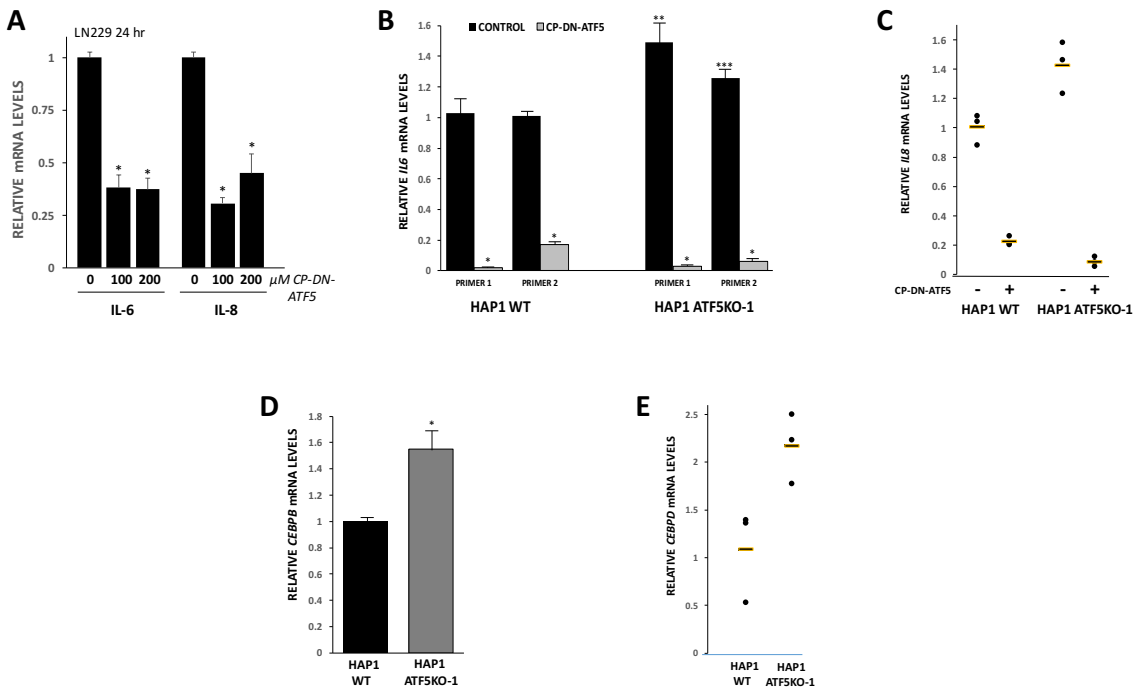 A
LN229 24 hr
RELATIVE mRNA LEVELS
1
0.75
0.5
0.25
0
*
*
*
*
0 100 200 0 100 200 μM CP-DN-
ATF5
IL-6 IL-8
B
CONTROL CP-DN-ATF5
RELATIVE IL6 mRNA LEVELS
1.6
1.4
1.2
1
0.8
0.6
0.4
0.2
0
**
***
*
*
*
*
PRIMER 1 PRIMER 2 PRIMER 1 PRIMER 2
HAP1 WT HAP1 ATF5KO-1
C
RELATIVE IL8 mRNA LEVELS
1.6
1.4
1.2
1.0
0.8
0.6
0.4
0.2
0
CP-DN-ATF5 - + - +
HAP1 WT HAP1 ATF5KO-1
D
RELATIVE CEBPB mRNA LEVELS
1.8
1.6
1.4
1.2
1
0.8
0.6
0.4
0.2
0
*
HAP1 HAP1
WT ATF5KO-1
E
RELATIVE CEBPD mRNA LEVELS
2.5
2
1.5
1
0.5
0
HAP1 HAP1
WT ATF5KO-1